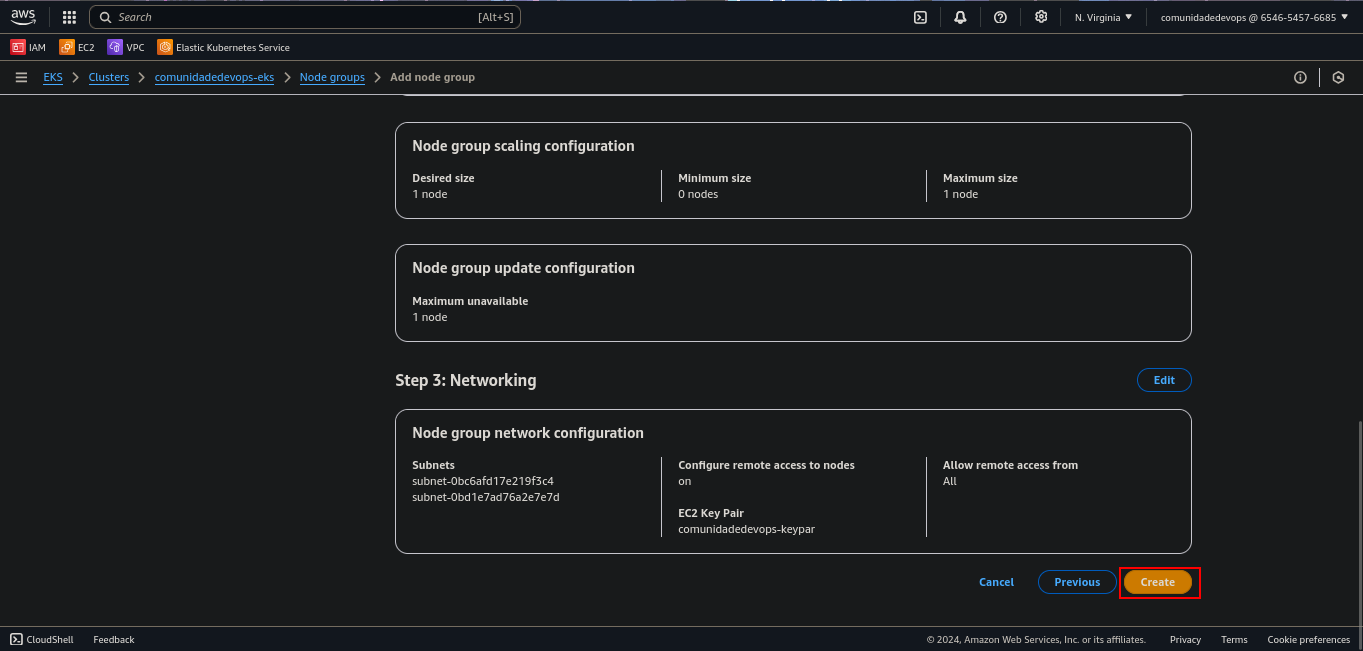 aws
Search [Alt+S]
N. Virginia ▼
comunidadedevops @ 6546-5457-6685 ▼
IAM
EC2
VPC
Elastic Kubernetes Service
EKS > Clusters > comunidadedevops-eks > Node groups > Add node group
Node group scaling configuration
Desired size
1 node
Minimum size
0 nodes
Maximum size
1 node
Node group update configuration
Maximum unavailable
1 node
Step 3: Networking
Edit
Node group network configuration
Subnets
subnet-0bc6afd17e219f3c4
subnet-0bd1e7ad76a2e7e7d
Configure remote access to nodes
on
EC2 Key Pair
comunidadedevops-keypar
Allow remote access from
All
Cancel
Previous
Create
CloudShell
Feedback
© 2024, Amazon Web Services, Inc. or its affiliates.
Privacy
Terms
Cookie preferences